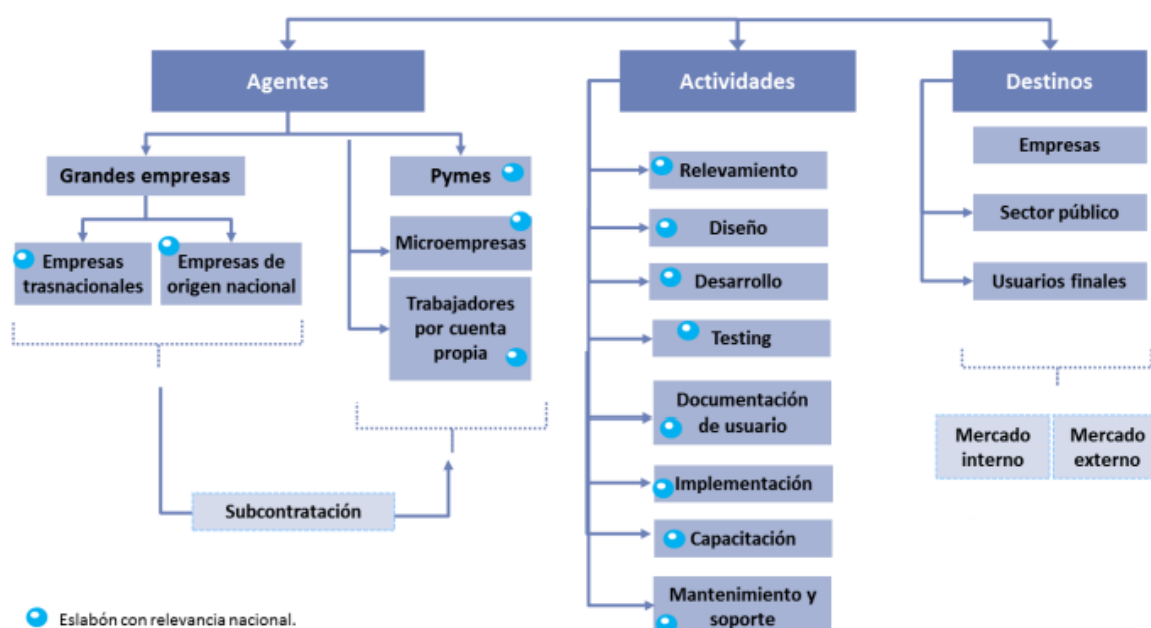 Agentes
Actividades
Destinos
Grandes empresas
Pymes
Empresas
trasnacionales
Empresas de
origen nacional
Microempresas
Trabajadores
por cuenta
propia
Subcontratación
Relevamiento
Diseño
Desarrollo
Testing
Documentación
de usuario
Implementación
Capacitación
Mantenimiento y
soporte
Empresas
Sector público
Usuarios finales
Mercado
interno
Mercado
externo
Eslabón con relevancia nacional.